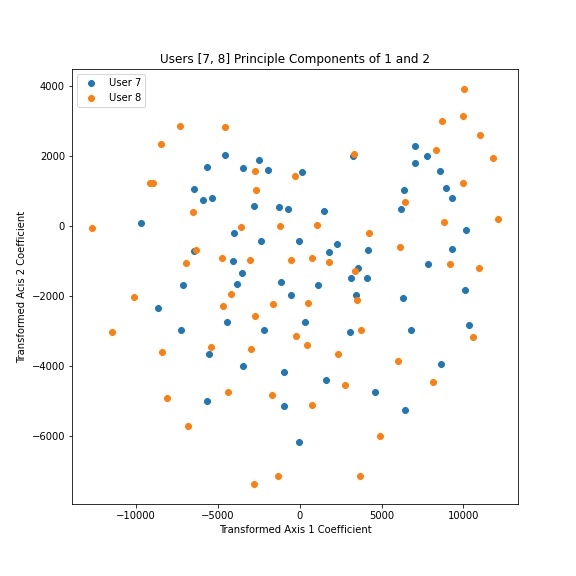 Users [7, 8] Principle Components of 1 and 2
User 7
User 8
4000
2000
0
−2000
−4000
−6000
Transformed Acis 2 Coefficient
−10000 −5000 0 5000 10000
Transformed Axis 1 Coefficient